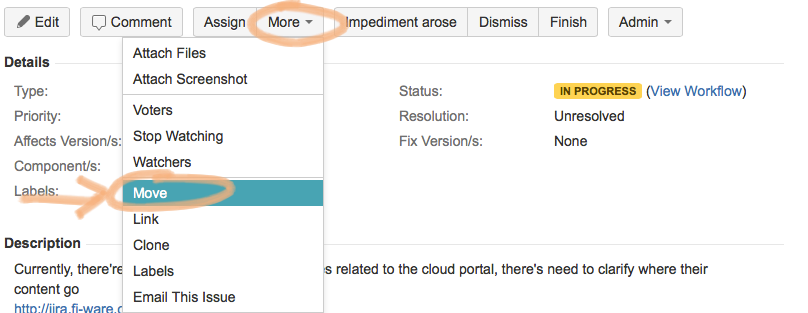 Edit Comment Assign More Impediment arose Dismiss Finish Admin
Attach Files
Details
Attach Screenshot
Type: Status: IN PROGRESS (View Workflow)
Voters
Priority: Resolution: Unresolved
Stop Watching
Affects Version/s: Fix Version/s: None
Watchers
Component/s:
Move
Labels:
Link
Description
Clone
Currently, there're Labels es related to the cloud portal, there's need to clarify where their
content go
Email This Issue
http://jira.fi-ware.